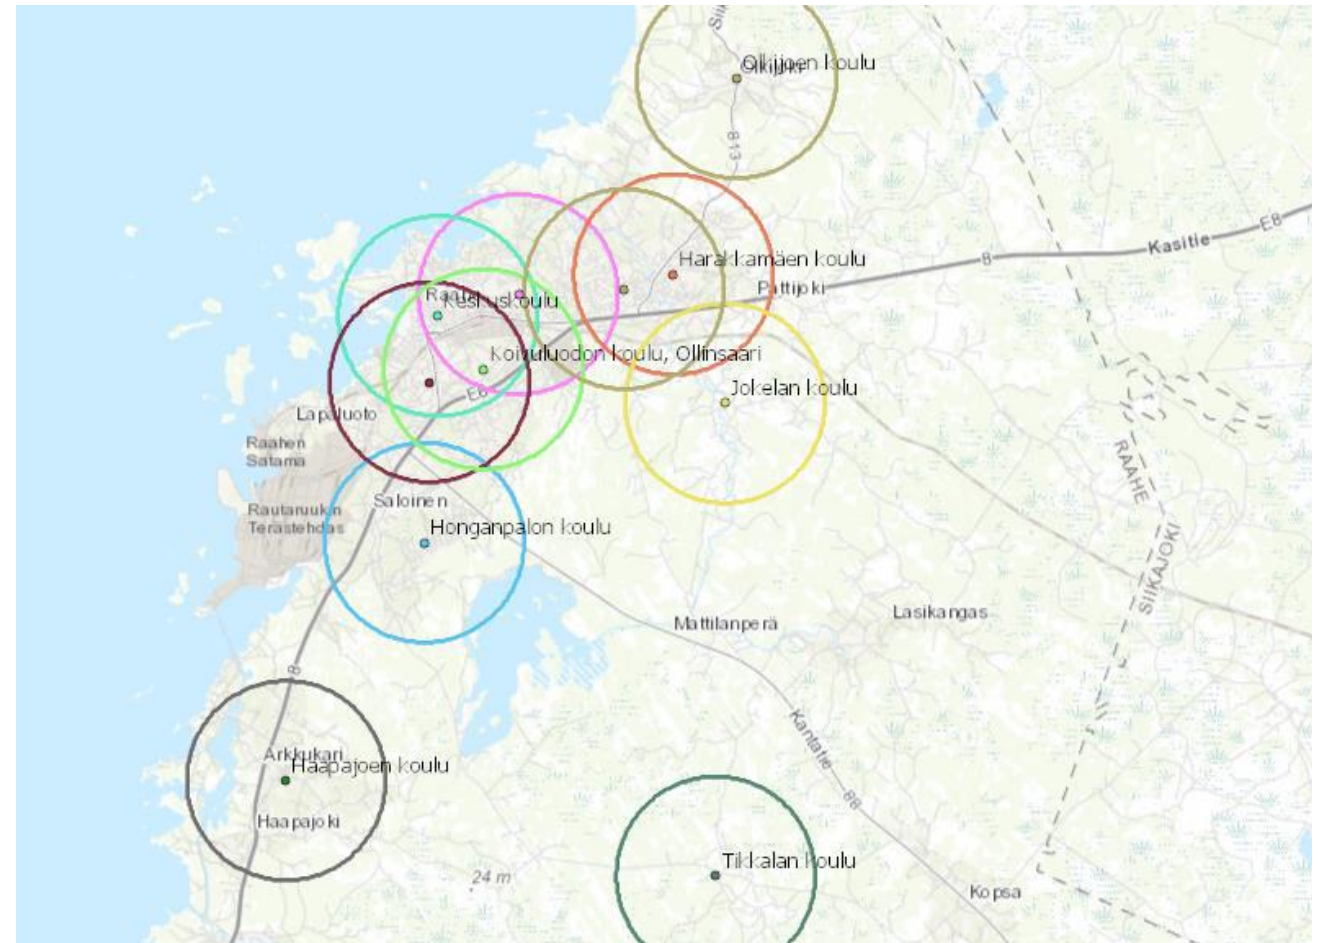 Sii
Olkijoen koulu
813
Kasitie
E8
8
Harakkamäen koulu
Pattijoki
Raahe
Keskuskoulu
Koivuluodon koulu, Ollinsaari
E8
Jokelan koulu
Lapaluoto
Raahen
Satama
RAAHE
Saloinen
Rautaruukin
Terästehdas
Honganpalon koulu
SIIKAJOKI
Mattilanperä
Lasikangas
8
Kantatie
88
Arkkukari
Haapajoen koulu
Haapajoki
Tikkalan koulu
24 m
Kopsa